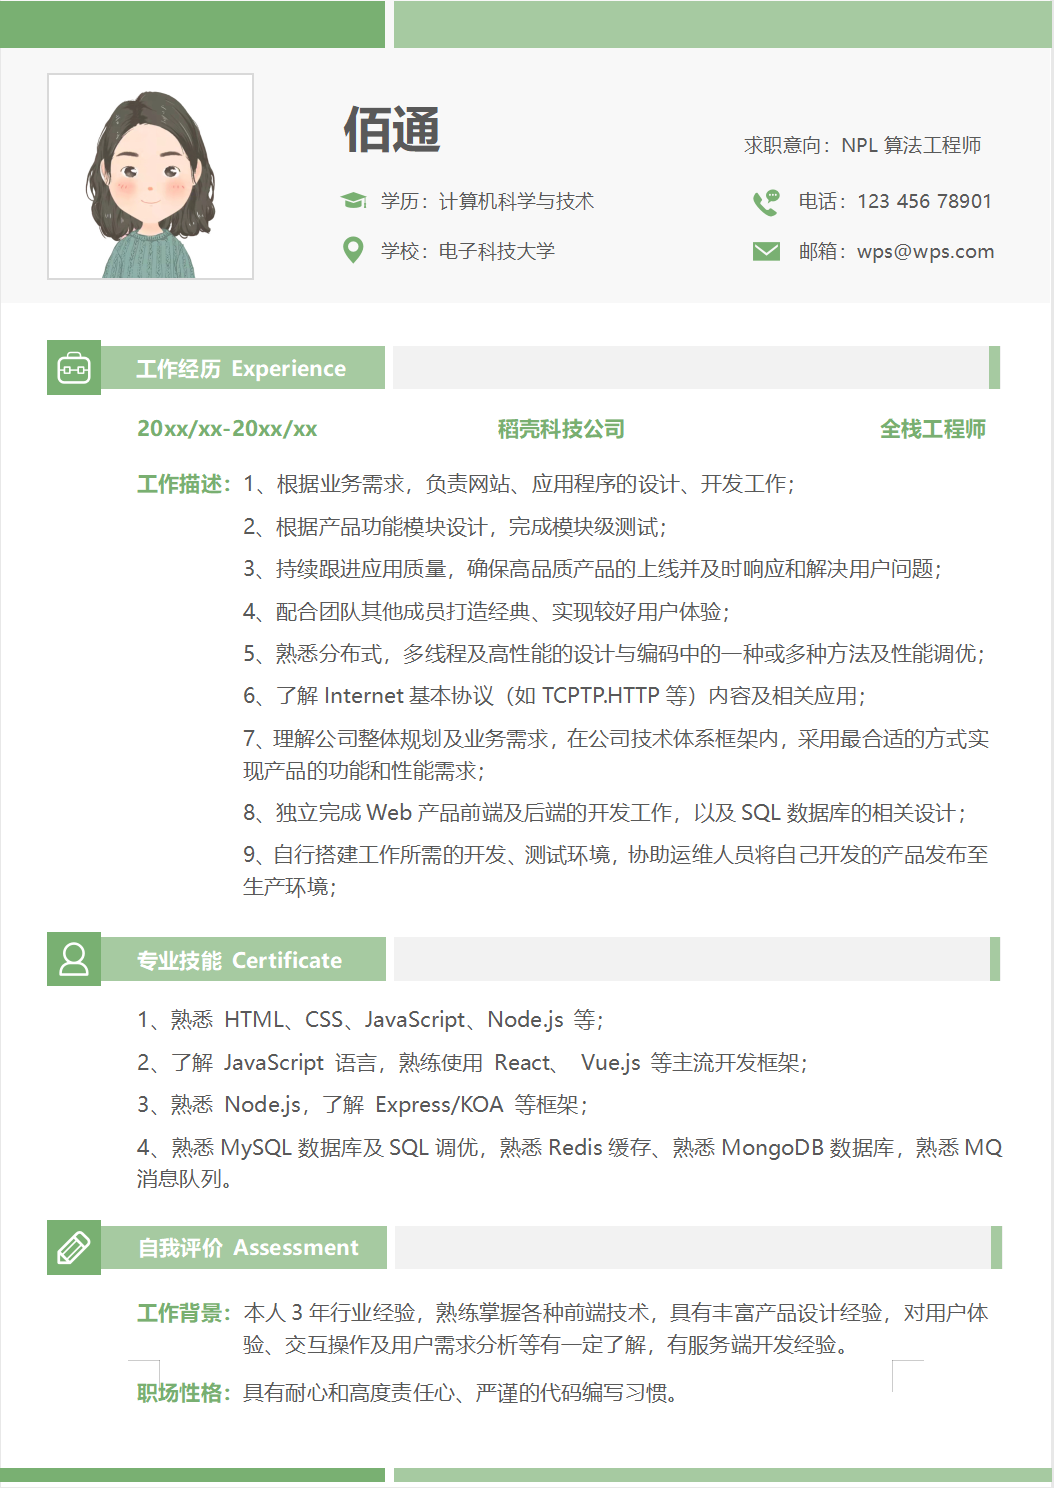 佰通
求职意向：NPL 算法工程师
学历：计算机科学与技术
电话：123 456 78901
学校：电子科技大学
邮箱：wps@wps.com
工作经历 Experience
20xx/xx-20xx/xx 稻壳科技公司 全栈工程师
工作描述：1、根据业务需求，负责网站、应用程序的设计、开发工作；
2、根据产品功能模块设计，完成模块级测试；
3、持续跟进应用质量，确保高品质产品的上线并及时响应和解决用户问题；
4、配合团队其他成员打造经典、实现较好用户体验；
5、熟悉分布式，多线程及高性能的设计与编码中的一种或多种方法及性能调优；
6、了解 Internet 基本协议（如 TCPTP.HTTP 等）内容及相关应用；
7、理解公司整体规划及业务需求，在公司技术体系框架内，采用最合适的方式实
现产品的功能和性能需求；
8、独立完成 Web 产品前端及后端的开发工作，以及 SQL 数据库的相关设计；
9、自行搭建工作所需的开发、测试环境，协助运维人员将自己开发的产品发布至
生产环境；
专业技能 Certificate
1、熟悉 HTML、CSS、JavaScript、Node.js 等；
2、了解 JavaScript 语言，熟练使用 React、 Vue.js 等主流开发框架；
3、熟悉 Node.js，了解 Express/KOA 等框架；
4、熟悉 MySQL 数据库及 SQL 调优，熟悉 Redis 缓存、熟悉 MongoDB 数据库，熟悉 MQ
消息队列。
自我评价 Assessment
工作背景：本人 3 年行业经验，熟练掌握各种前端技术，具有丰富产品设计经验，对用户体
验、交互操作及用户需求分析等有一定了解，有服务端开发经验。
职场性格：具有耐心和高度责任心、严谨的代码编写习惯。